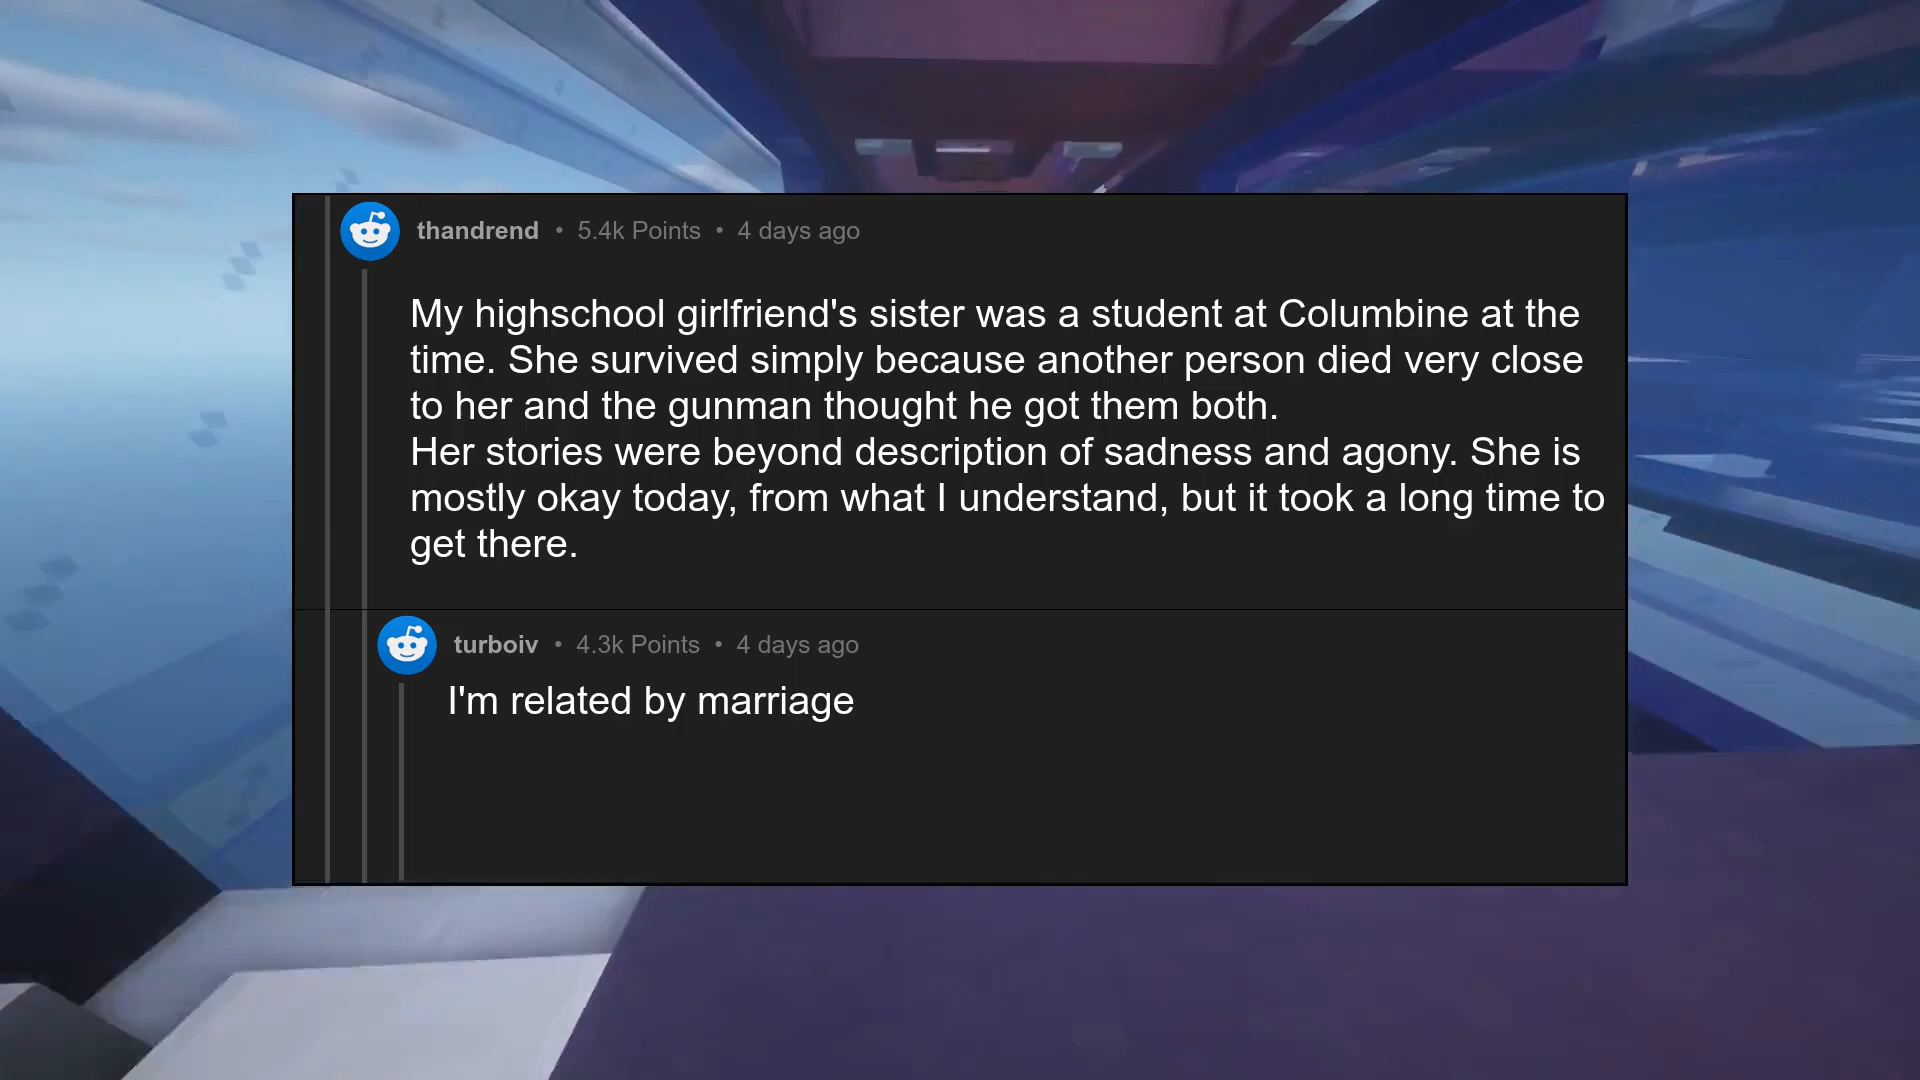 thandrend • 5.4k Points • 4 days ago
My highschool girlfriend's sister was a student at Columbine at the
time. She survived simply because another person died very close
to her and the gunman thought he got them both.
Her stories were beyond description of sadness and agony. She is
mostly okay today, from what I understand, but it took a long time to
get there.
turboiv • 4.3k Points • 4 days ago
I'm related by marriage